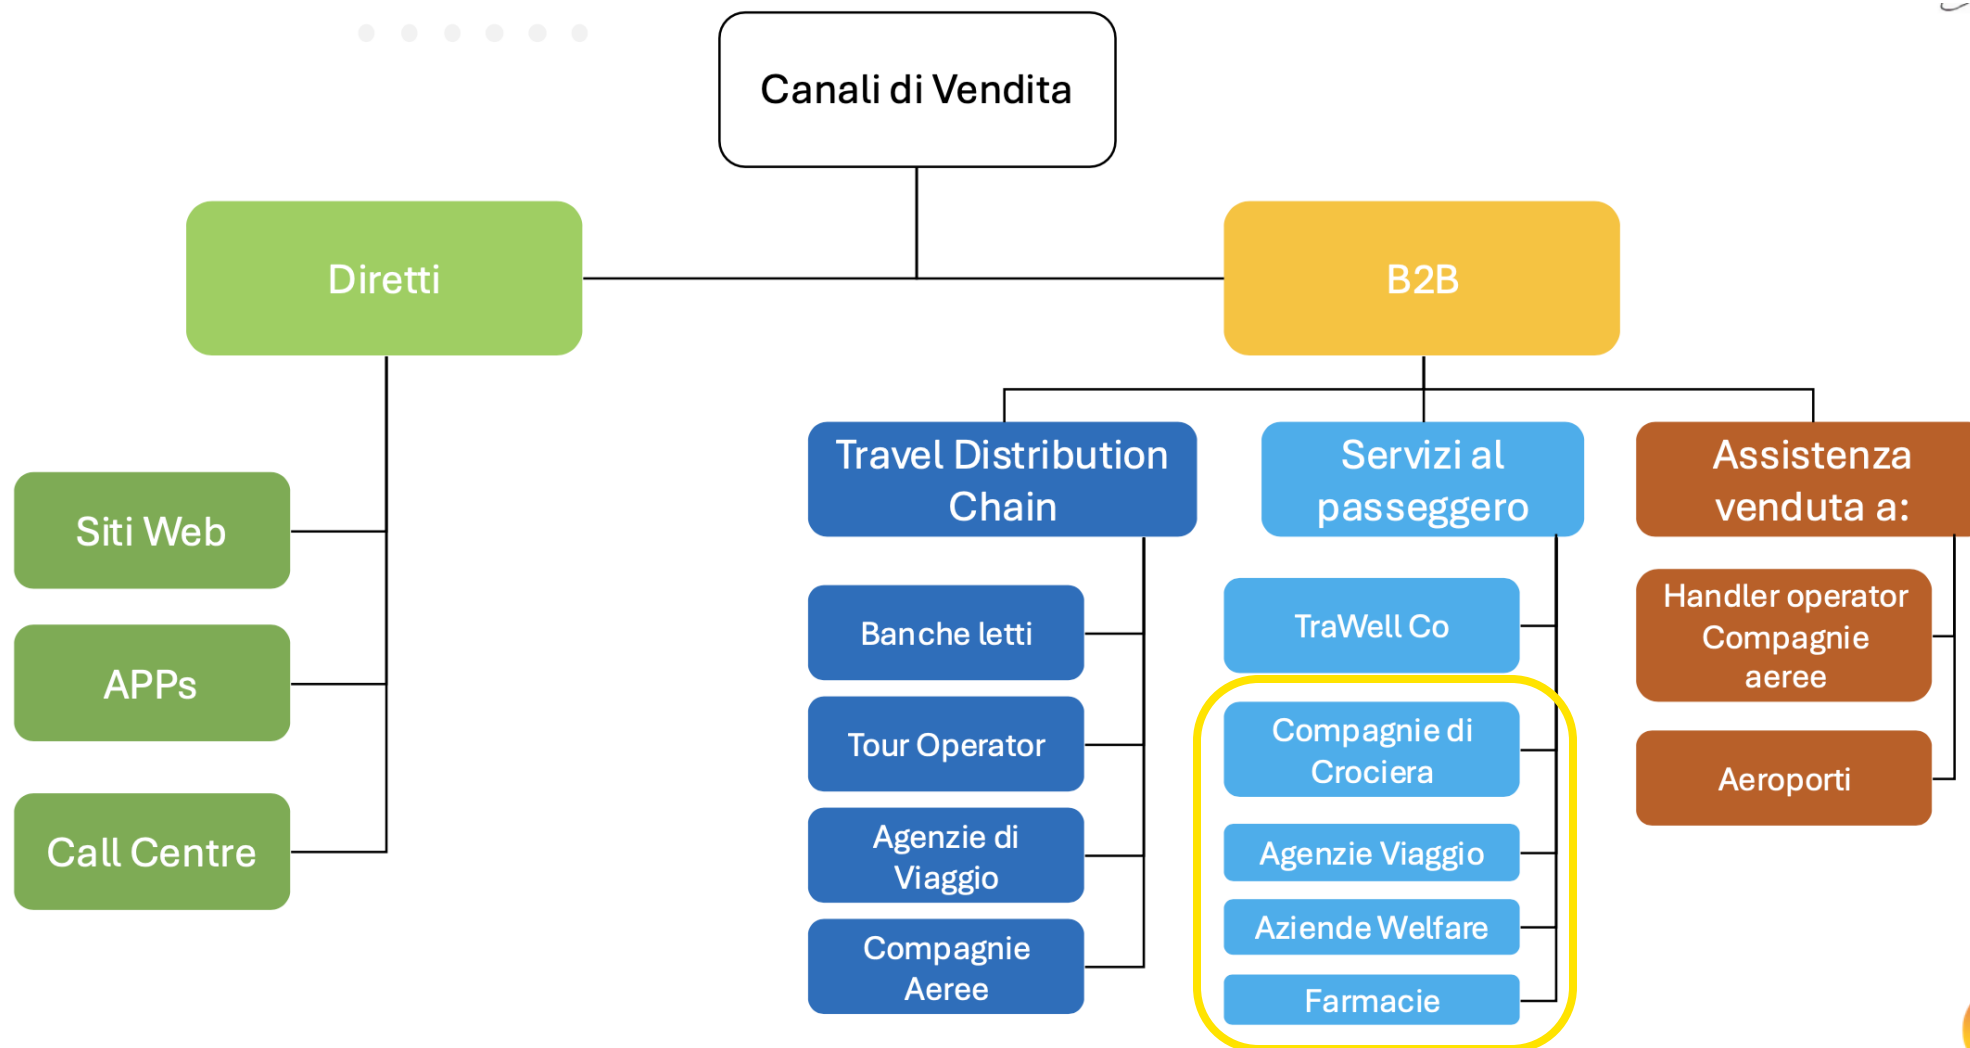 Canali di Vendita
Diretti
B2B
Siti Web
APPs
Call Centre
Travel Distribution
Chain
Banche letti
Tour Operator
Agenzie di
Viaggio
Compagnie
Aeree
Servizi al
passeggero
TraWell Co
Compagnie di
Crociera
Agenzie Viaggio
Aziende Welfare
Farmacie
Assistenza
venduta a:
Handler operator
Compagnie
aeree
Aeroporti